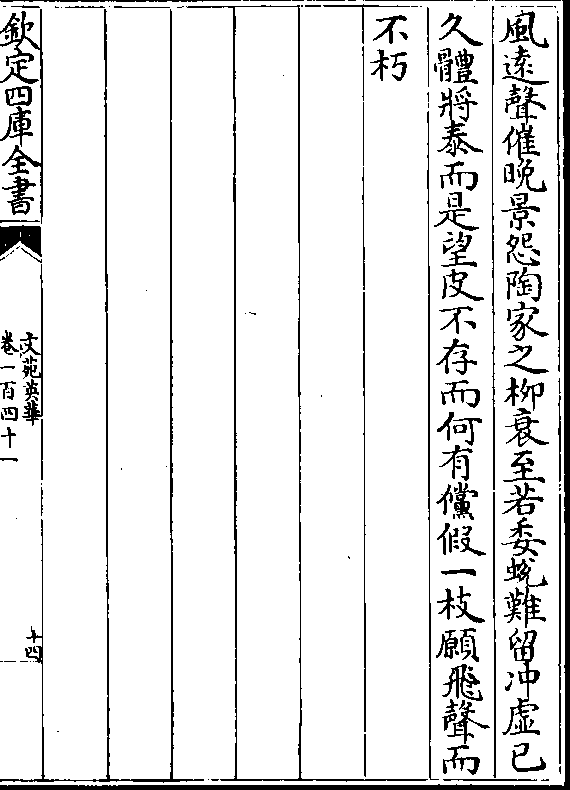 風遠聲催晚景怨陶家之柳衰至若委蛻難留冲虛已
久體將泰而是望皮不存而何有儻假一枝願飛聲而
不朽
欽定四庫全書
文苑英華
卷一百四十一
十四